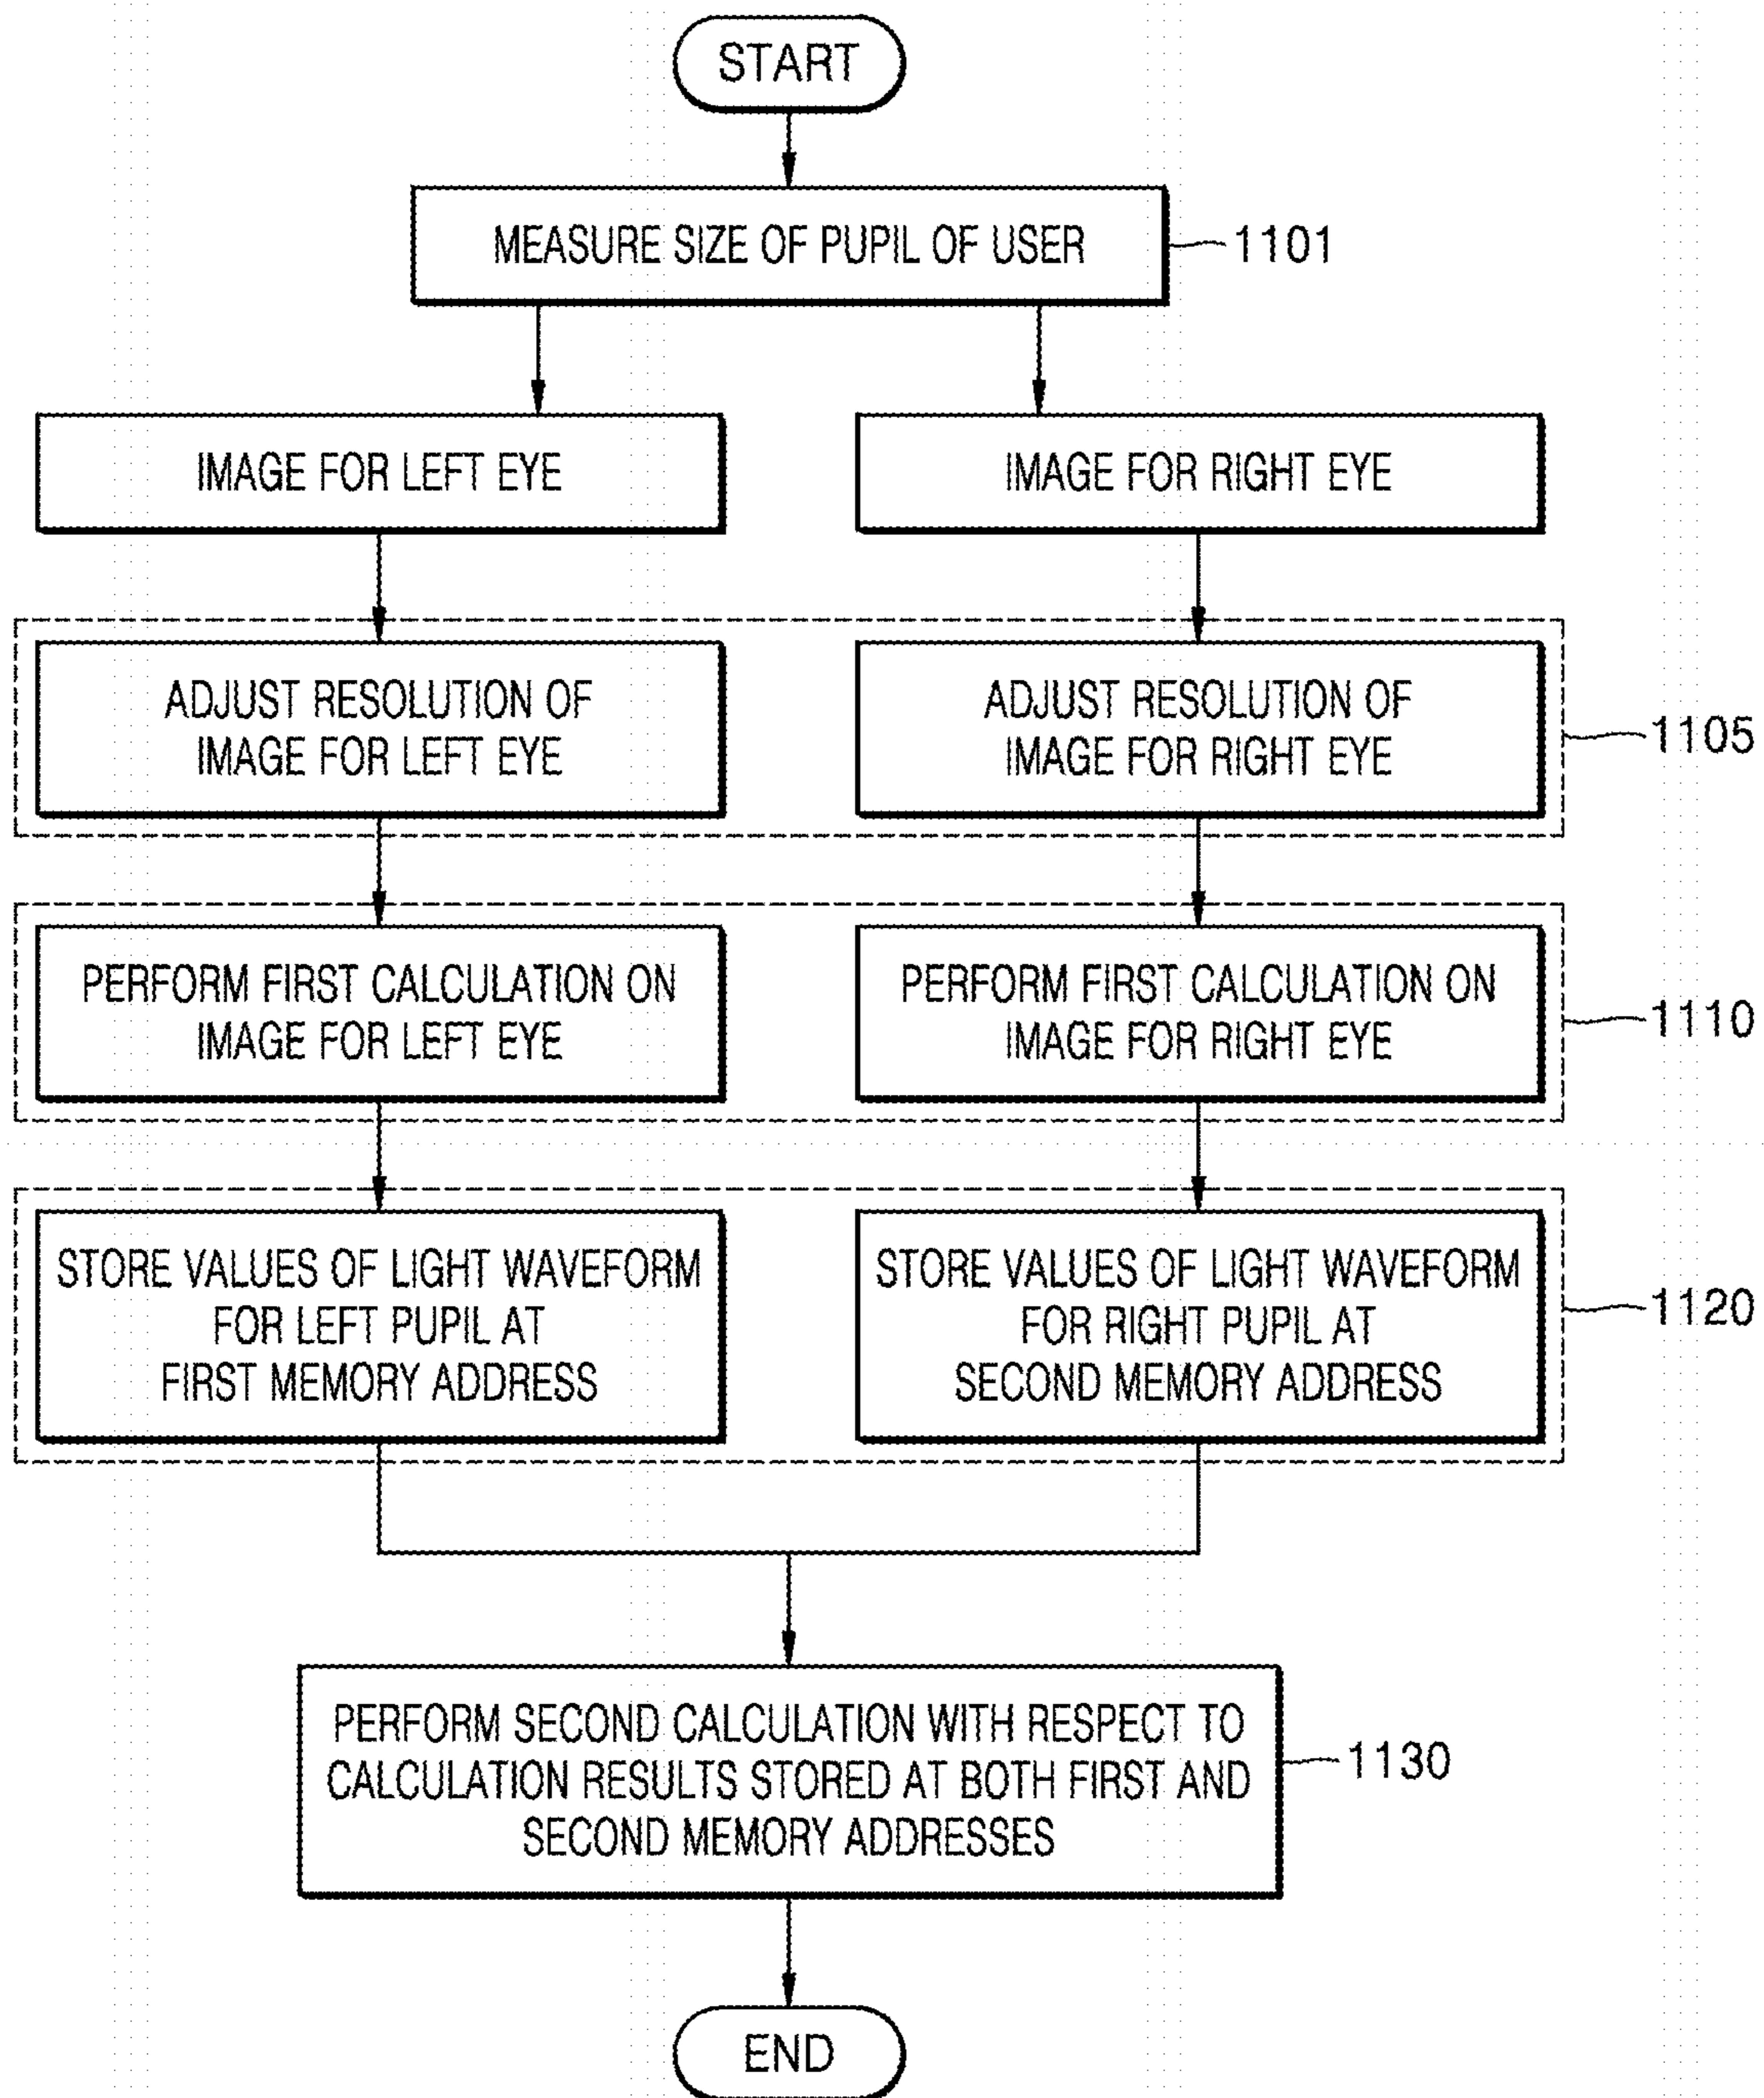 START
MEASURE SIZE OF PUPIL OF USER
1101
IMAGE FOR LEFT EYE
IMAGE FOR RIGHT EYE
ADJUST RESOLUTION OF
IMAGE FOR LEFT EYE
ADJUST RESOLUTION OF
IMAGE FOR RIGHT EYE
1105
PERFORM FIRST CALCULATION ON
IMAGE FOR LEFT EYE
PERFORM FIRST CALCULATION ON
IMAGE FOR RIGHT EYE
1110
STORE VALUES OF LIGHT WAVEFORM
FOR LEFT PUPIL AT
FIRST MEMORY ADDRESS
STORE VALUES OF LIGHT WAVEFORM
FOR RIGHT PUPIL AT
SECOND MEMORY ADDRESS
1120
PERFORM SECOND CALCULATION WITH RESPECT TO
CALCULATION RESULTS STORED AT BOTH FIRST AND
SECOND MEMORY ADDRESSES
1130
END